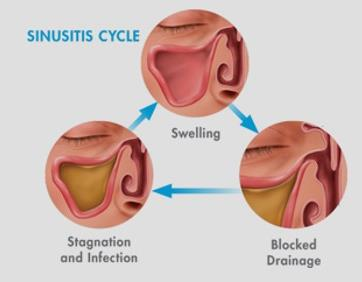 SINUSITIS CYCLE
Swelling
Stagnation
and Infection
Blocked
Drainage